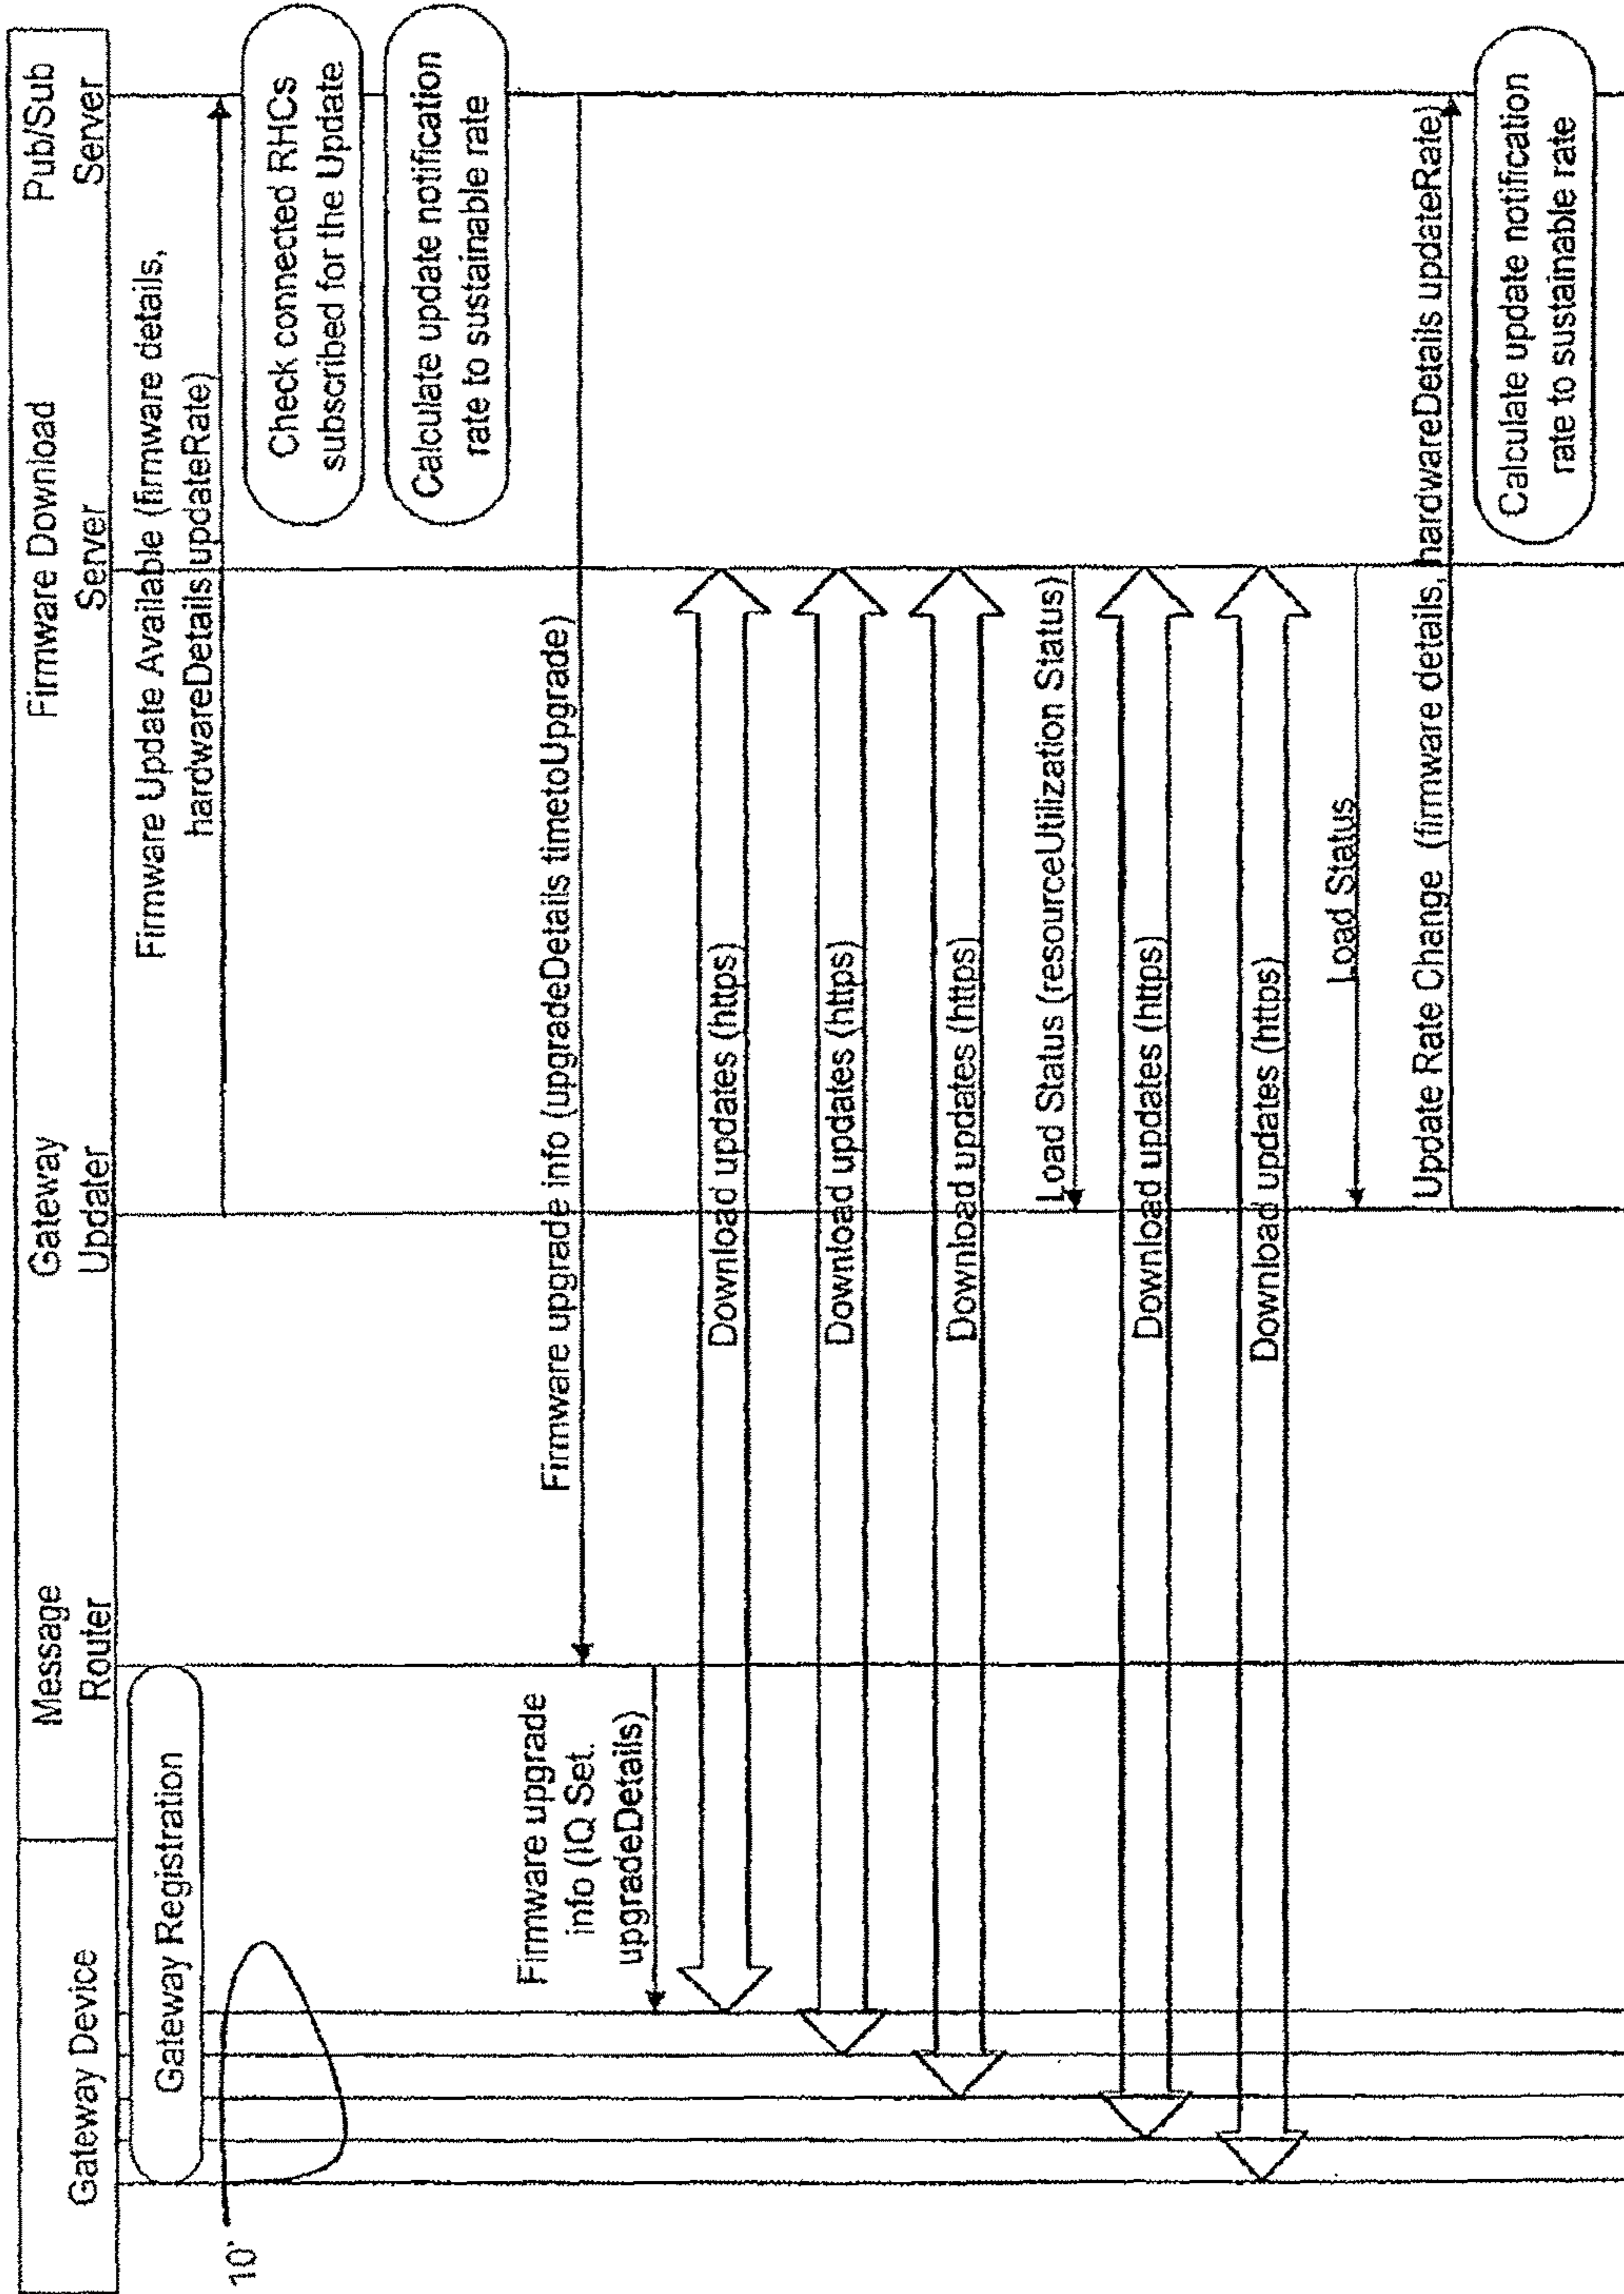 Gateway Device
Message
Router
Gateway
Updater
Firmware Download
Server
Pub/Sub
Server
Gateway Registration
10'
Firmware Update Available (firmware details,
hardwareDetails updateRate)
Check connected RHCs
subscribed for the Update
Calculate update notification
rate to sustainable rate
Firmware upgrade info (upgradeDetails timetoUpgrade)
Firmware upgrade
info (IQ Set.
upgradeDetails)
Download updates (https)
Download updates (https)
Download updates (https)
Load Status (resourceUtilization Status)
Download updates (https)
Download updates (https)
Load Status
Update Rate Change (firmware details, hardwareDetails updateRate)
Calculate update notification
rate to sustainable rate